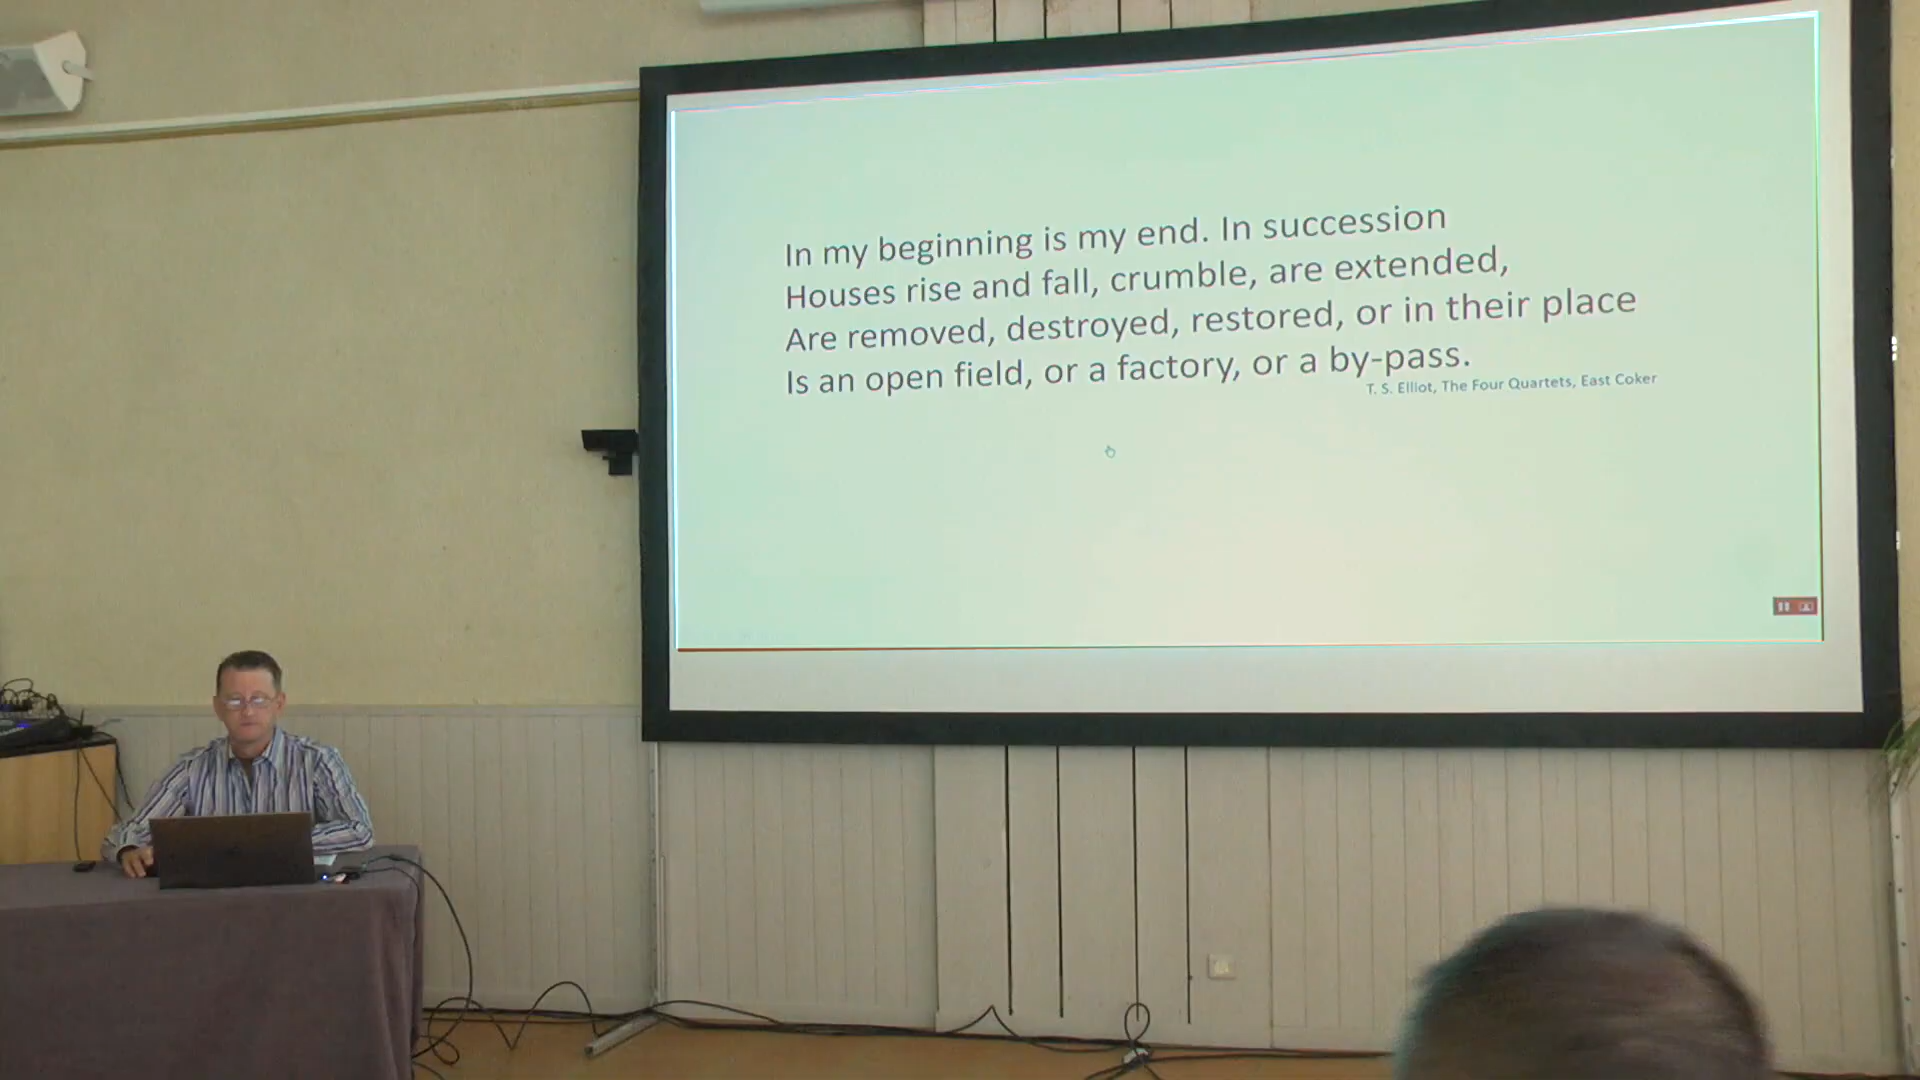 In my beginning is my end. In succession
Houses rise and fall, crumble, are extended,
Are removed, destroyed, restored, or in their place
Is an open field, or a factory, or a by-pass.
T. S. Elliot, The Four Quartets, East Coker